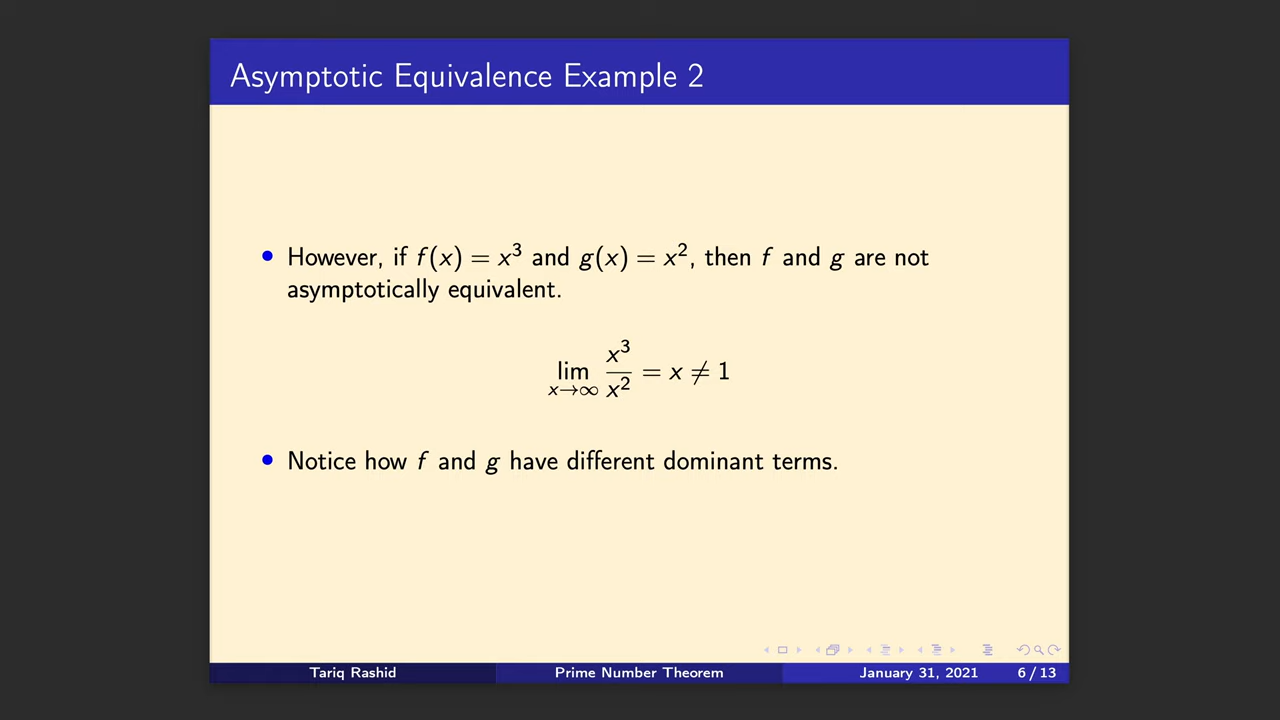 Asymptotic Equivalence Example 2
• However, if f(x) = x³ and g(x) = x², then f and g are not
asymptotically equivalent.
lim x→∞ x³/x² = x ≠ 1
• Notice how f and g have different dominant terms.
Tariq Rashid Prime Number Theorem January 31, 2021 6 / 13